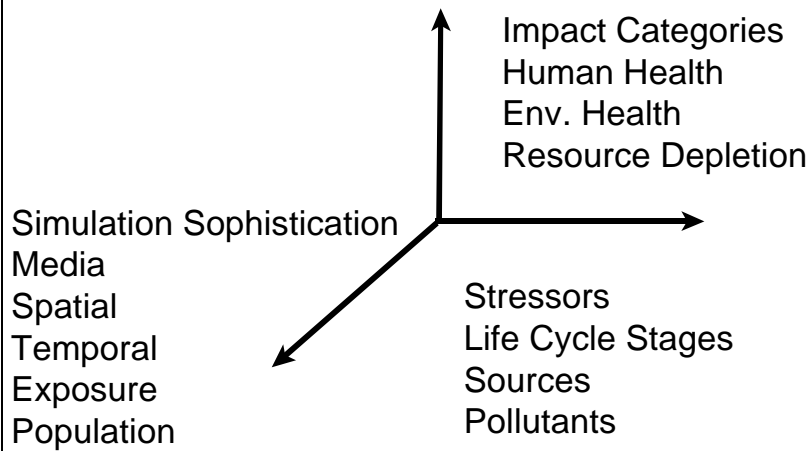 Impact Categories
Human Health
Env. Health
Resource Depletion
Simulation Sophistication
Media
Spatial
Temporal
Exposure
Population
Stressors
Life Cycle Stages
Sources
Pollutants